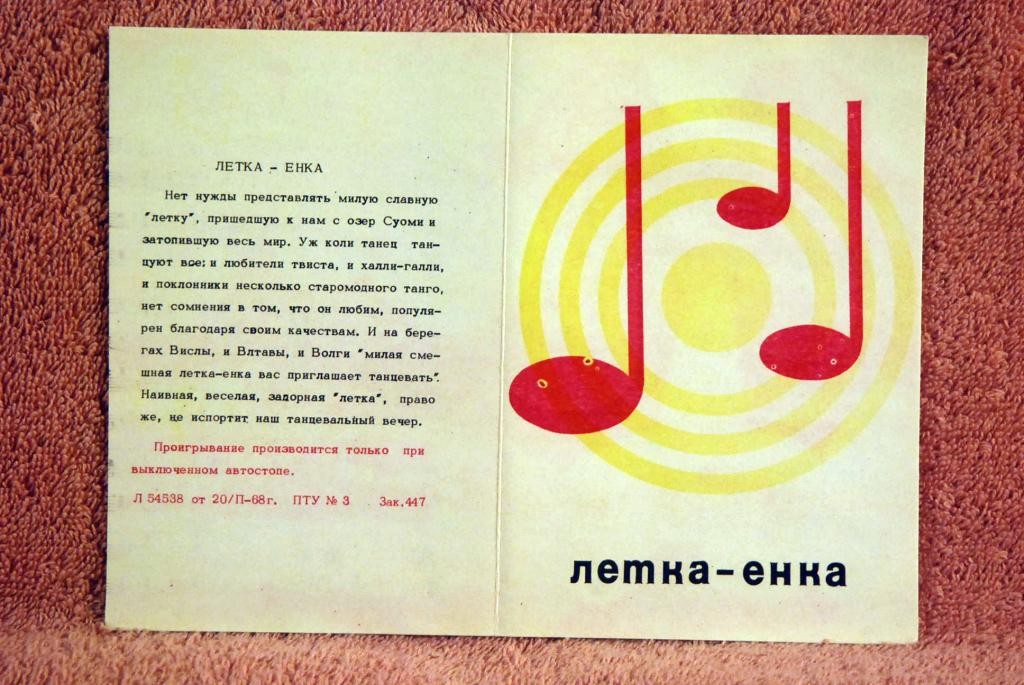 ЛЕТКА - ЕНКА
Нет нужды представлять милую славную
"летку", пришедшую к нам с озер Суоми и
затопившую весь мир. Уж коли танец тан-
цуют все: и любители твиста, и халли-галли,
и поклонники несколько старомодного танго,
нет сомнения в том, что он любим, популя-
рен благодаря своим качествам. И на бере-
гах Вислы, и Влтавы, и Волги "милая сме-
шная летка-енка вас приглашает танцевать".
Наивная, веселая, задорная "летка", право
же, не испортит наш танцевальный вечер.
Проигрывание производится только при
выключенном автостопе.
Л 54538 от 20/П-68г. ПТУ № 3 Зак.447
летка-енка